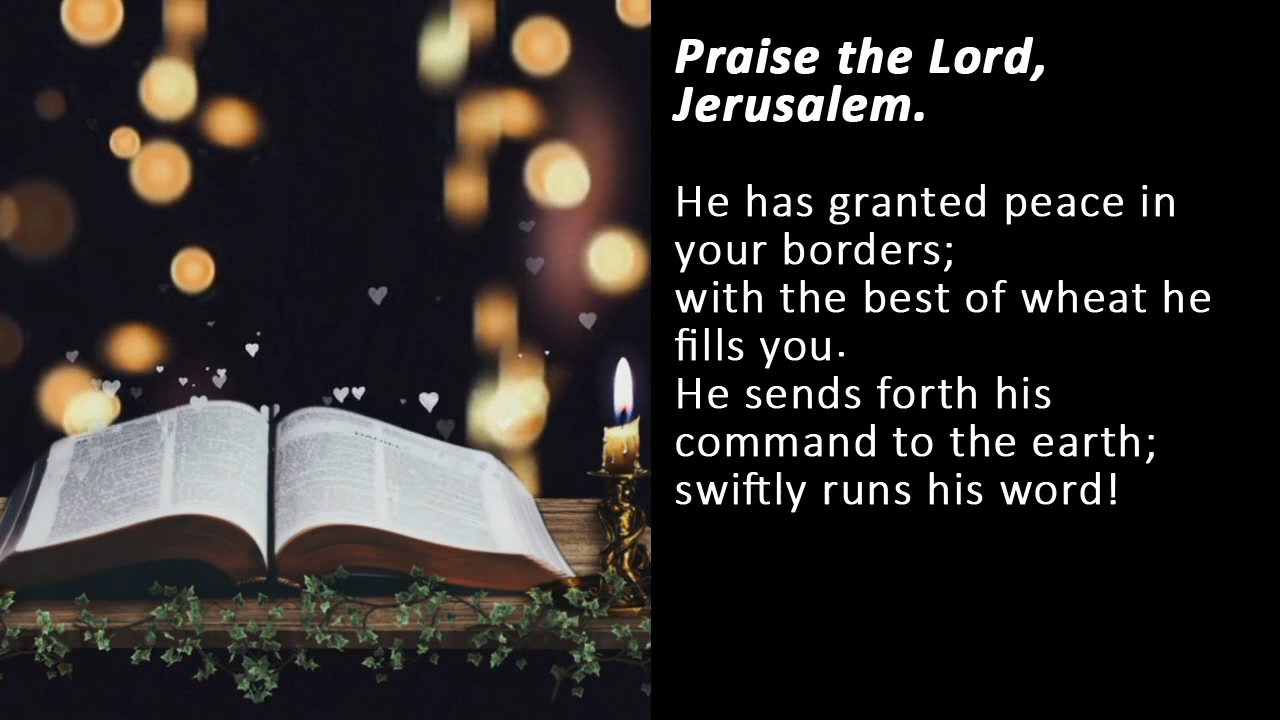 Praise the Lord,
Jerusalem.
He has granted peace in
your borders;
with the best of wheat he
fills you.
He sends forth his
command to the earth;
swiftly runs his word!
DANIEL